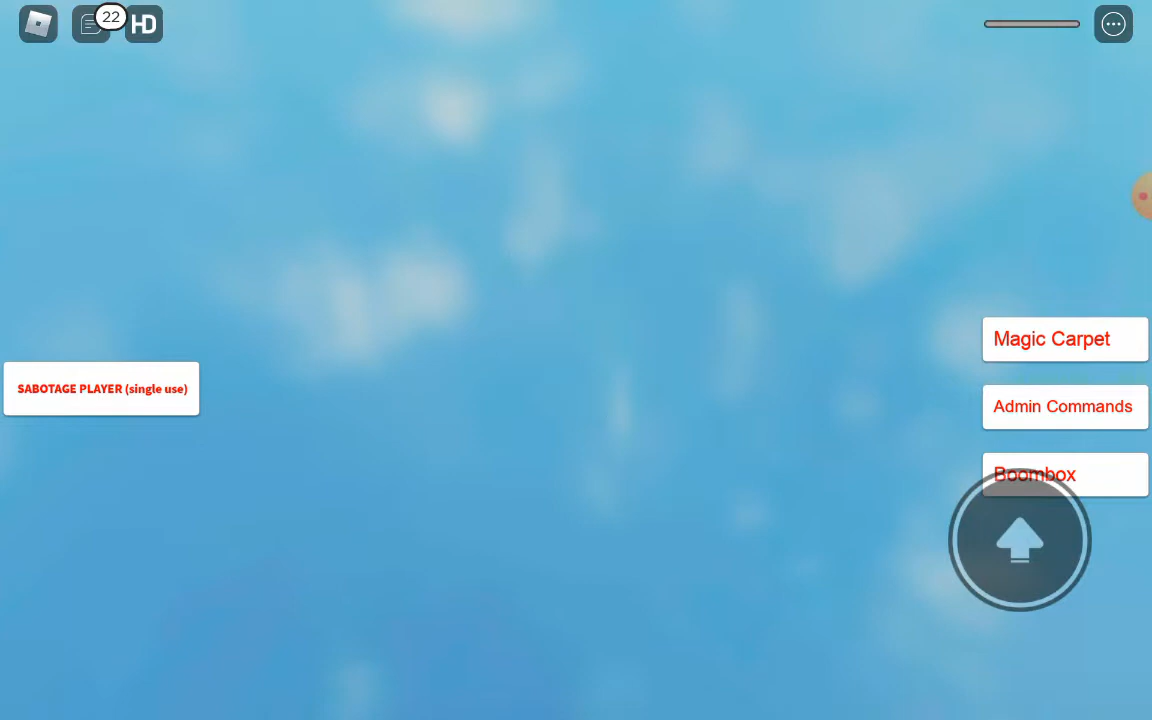 22
HD
Magic Carpet
SABOTAGE PLAYER (single use)
Admin Commands
Boombox